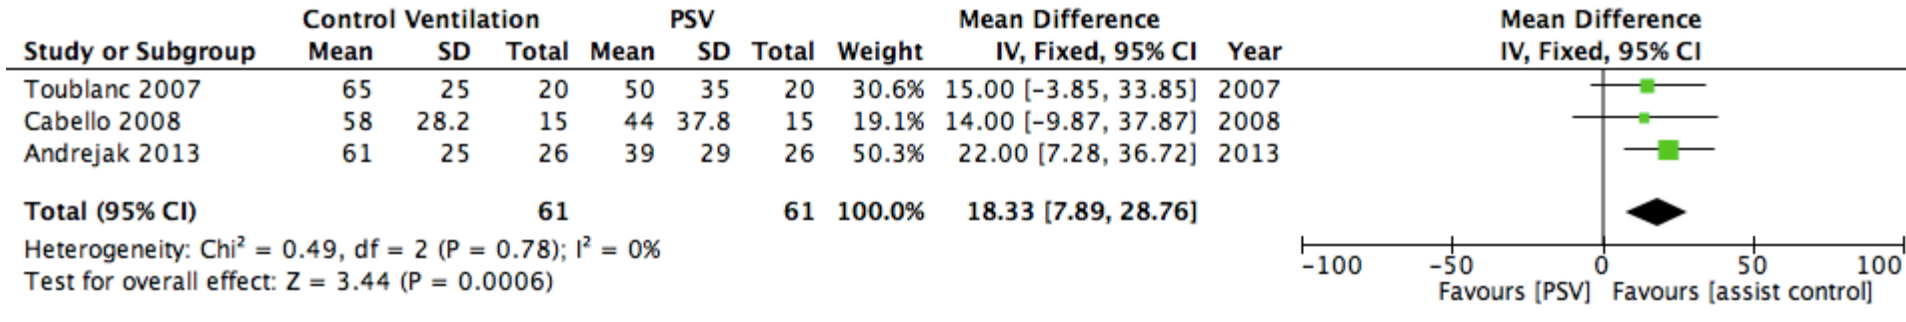 Control Ventilation PSV Mean Difference Mean Difference
Study or Subgroup Mean SD Total Mean SD Total Weight IV, Fixed, 95% CI Year IV, Fixed, 95% CI
Toublanc 2007 65 25 20 50 35 20 30.6% 15.00 [−3.85, 33.85] 2007
Cabello 2008 58 28.2 15 44 37.8 15 19.1% 14.00 [−9.87, 37.87] 2008
Andrejak 2013 61 25 26 39 29 26 50.3% 22.00 [7.28, 36.72] 2013
Total (95% CI) 61 61 100.0% 18.33 [7.89, 28.76]
Heterogeneity: Chi² = 0.49, df = 2 (P = 0.78); I² = 0%
Test for overall effect: Z = 3.44 (P = 0.0006)
−100 −50 0 50 100
Favours [PSV] Favours [assist control]